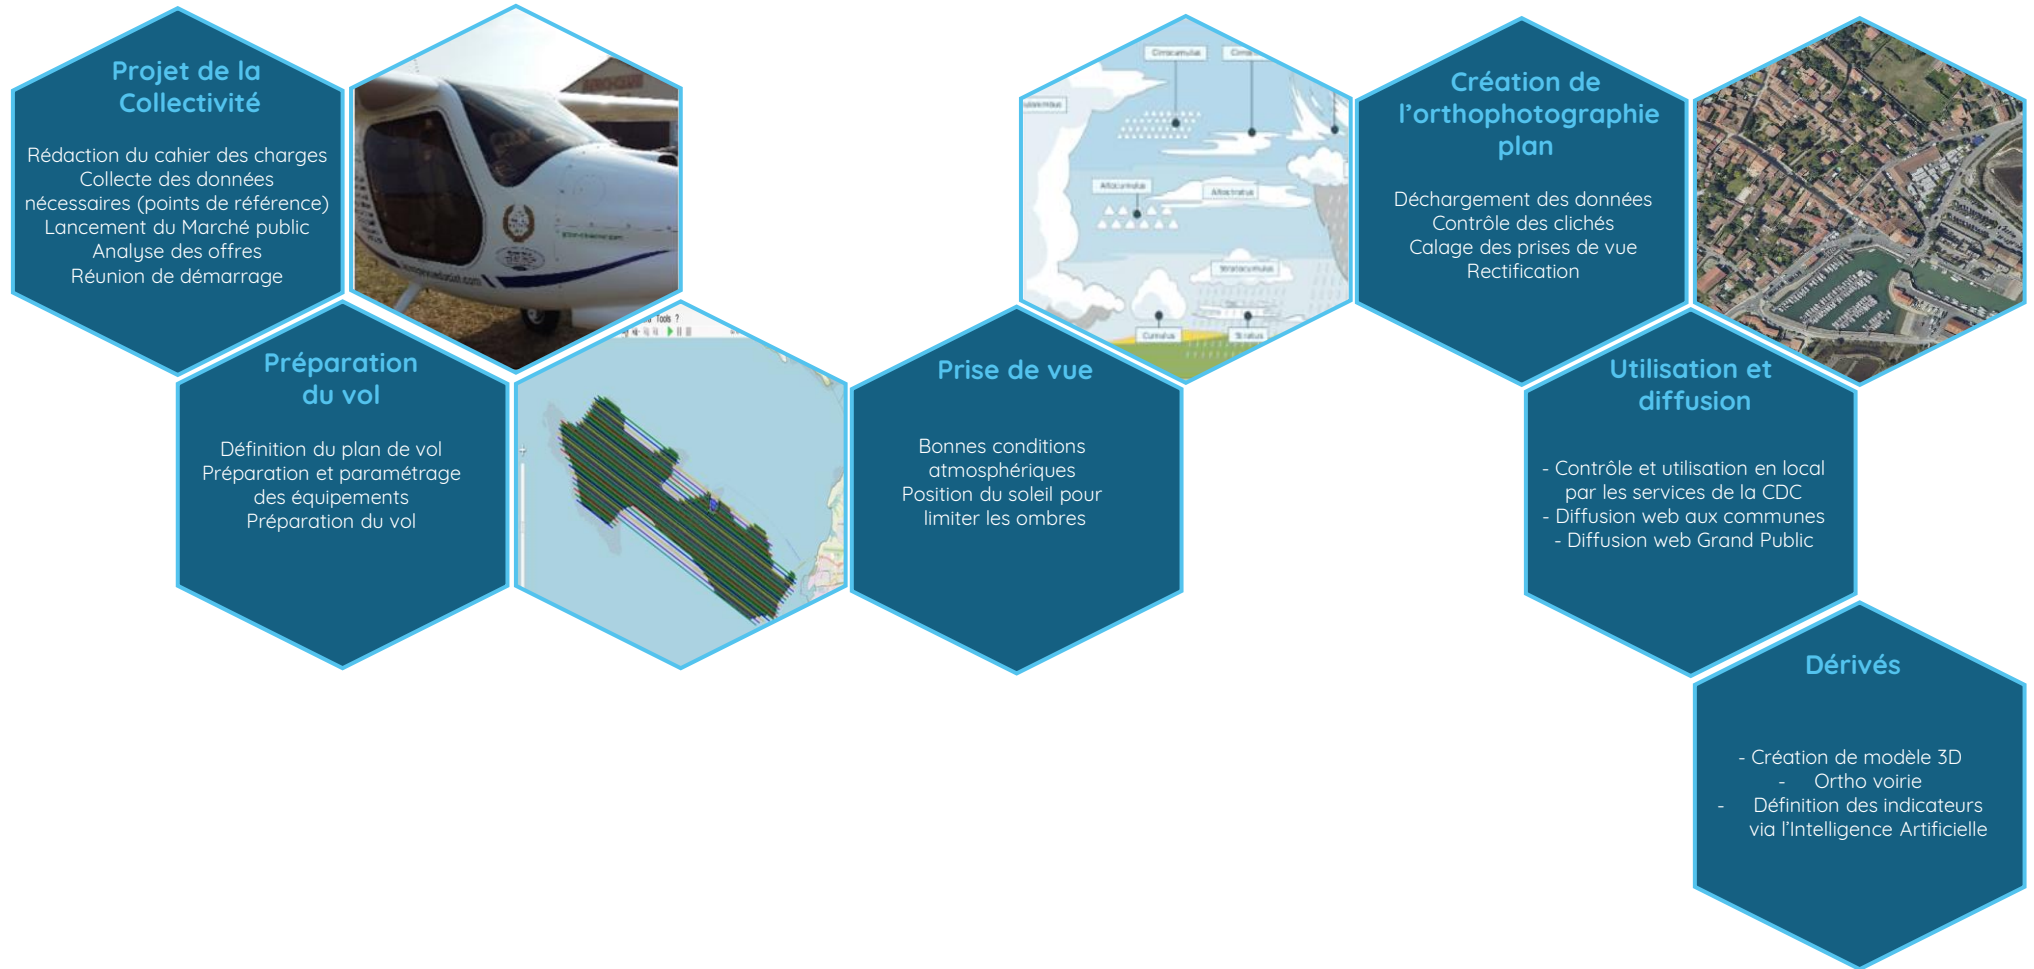 Projet de la
Collectivité
Rédaction du cahier des charges
Collecte des données
nécessaires (points de référence)
Lancement du Marché public
Analyse des offres
Réunion de démarrage
Préparation
du vol
Définition du plan de vol
Préparation et paramétrage
des équipements
Préparation du vol
Tools ?
Prise de vue
Bonnes conditions
atmosphériques
Position du soleil pour
limiter les ombres
Cirrocumulus
Altocumulus
Altostratus
Stratocumulus
Cumulus
Stratus
Création de
l’orthophotographie
plan
Déchargement des données
Contrôle des clichés
Calage des prises de vue
Rectification
Utilisation et
diffusion
- Contrôle et utilisation en local
par les services de la CDC
- Diffusion web aux communes
- Diffusion web Grand Public
Dérivés
- Création de modèle 3D
- Ortho voirie
- Définition des indicateurs
via l’Intelligence Artificielle